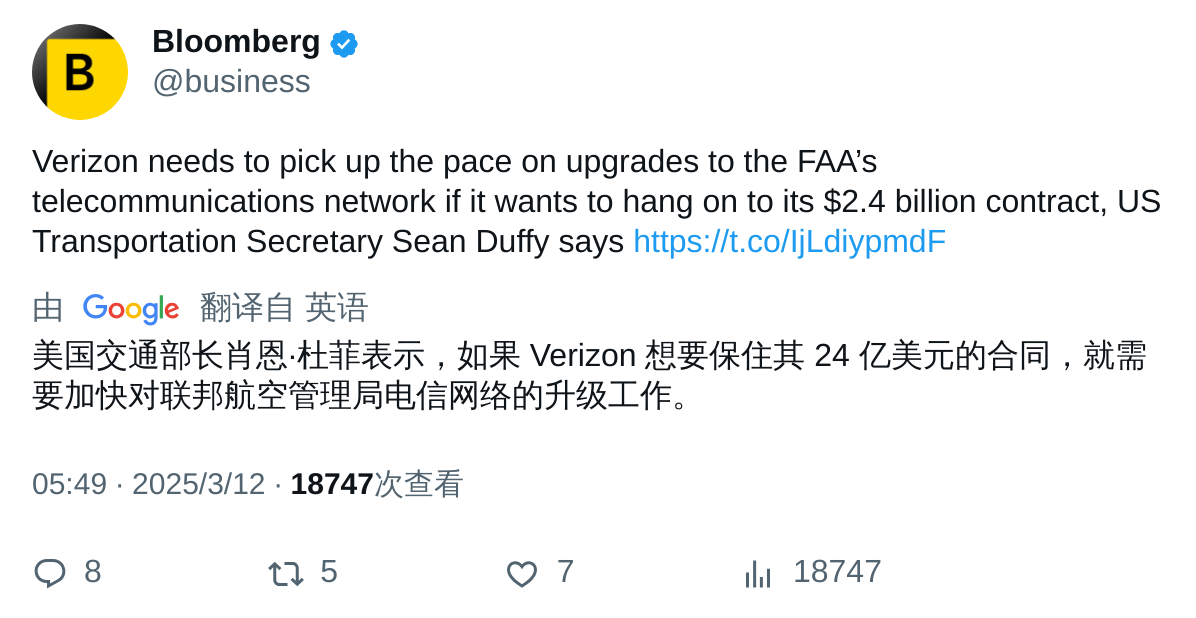 B
Bloomberg
@business
Verizon needs to pick up the pace on upgrades to the FAA’s
telecommunications network if it wants to hang on to its $2.4 billion contract, US
Transportation Secretary Sean Duffy says https://t.co/IjLdiypmdF
由 Google 翻译自 英语
美国交通部长肖恩·杜菲表示，如果 Verizon 想要保住其 24 亿美元的合同，就需
要加快对联邦航空管理局电信网络的升级工作。
05:49 · 2025/3/12 · 18747次查看
8 5 7 18747